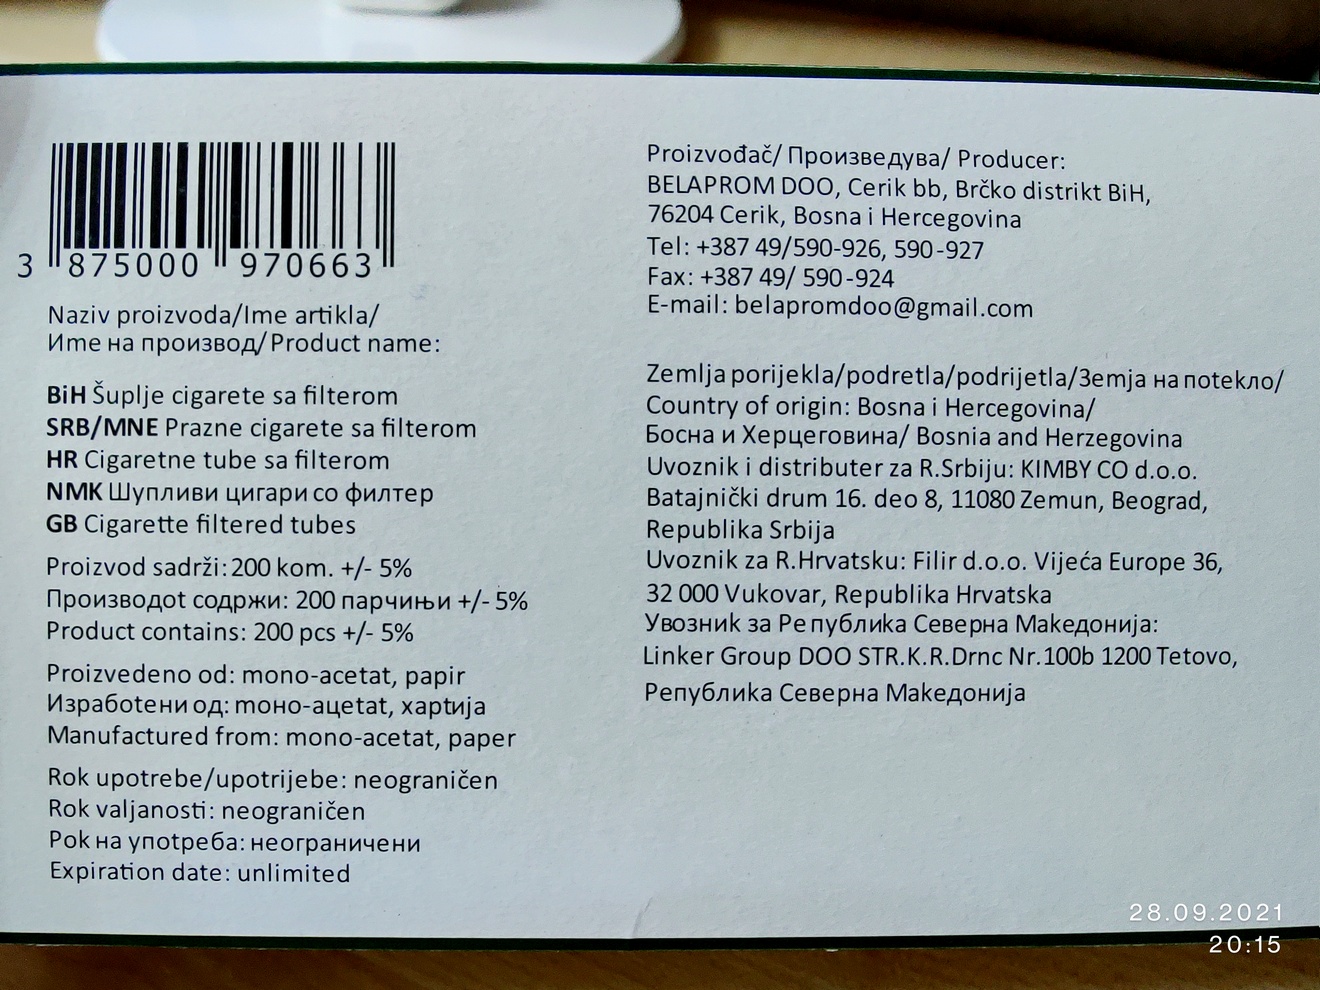 3 875000 970663
Naziv proizvoda/Ime artikla/
Име на производ/Product name:
BiH Šuplje cigarete sa filterom
SRB/MNE Prazne cigarete sa filterom
HR Cigaretne tube sa filterom
NMK Шупливи цигари со филтер
GB Cigarette filtered tubes
Proizvod sadrži: 200 kom. +/- 5%
Производот содржи: 200 парчињи +/- 5%
Product contains: 200 pcs +/- 5%
Proizvedeno od: mono-acetat, papir
Изработени од: моно-ацетат, хартија
Manufactured from: mono-acetat, paper
Rok upotrebe/upotrijebe: neograničen
Rok valjanosti: neograničen
Рок на употреба: неограничени
Expiration date: unlimited
Proizvođač/ Произведува/ Producer:
BELAPROM DOO, Cerik bb, Brčko distrikt BiH,
76204 Cerik, Bosna i Hercegovina
Tel: +387 49/590-926, 590-927
Fax: +387 49/ 590-924
E-mail: belapromdoo@gmail.com
Zemlja porijekla/podretla/podrijetla/Земја на потекло/
Country of origin: Bosna i Hercegovina/
Босна и Херцеговина/ Bosnia and Herzegovina
Uvoznik i distributer za R.Srbiju: KIMBY CO d.o.o.
Batajnički drum 16. deo 8, 11080 Zemun, Beograd,
Republika Srbija
Uvoznik za R.Hrvatsku: Filir d.o.o. Vijeća Europe 36,
32 000 Vukovar, Republika Hrvatska
Увозник за Република Северна Македонија:
Linker Group DOO STR.K.R.Drnc Nr.100b 1200 Tetovo,
Република Северна Македонија
28.09.2021
20:15